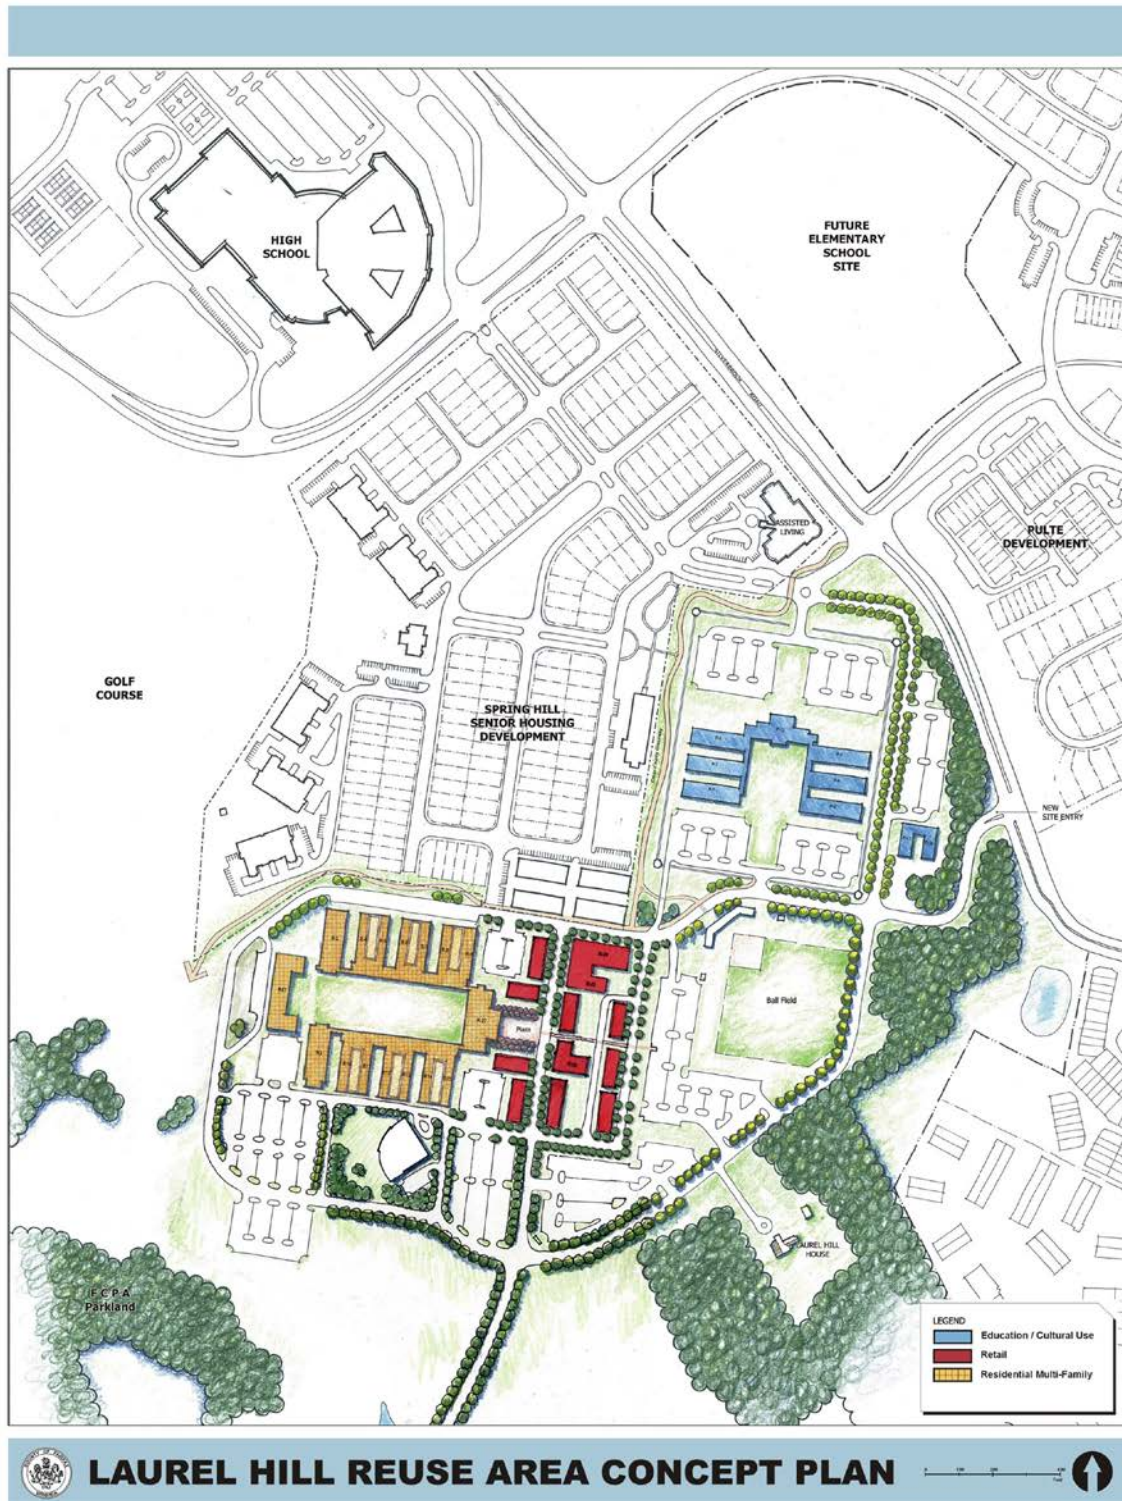 HIGH
SCHOOL
FUTURE
ELEMENTARY
SCHOOL
SITE
ASSISTED
LIVING
PULTE
DEVELOPMENT
GOLF
COURSE
SPRING HILL
SENIOR HOUSING
DEVELOPMENT
NEW
SITE ENTRY
Ball Field
Plaza
LAUREL HILL
HOUSE
F C P A
Parkland
LEGEND
Education / Cultural Use
Retail
Residential Multi-Family
LAUREL HILL REUSE AREA CONCEPT PLAN